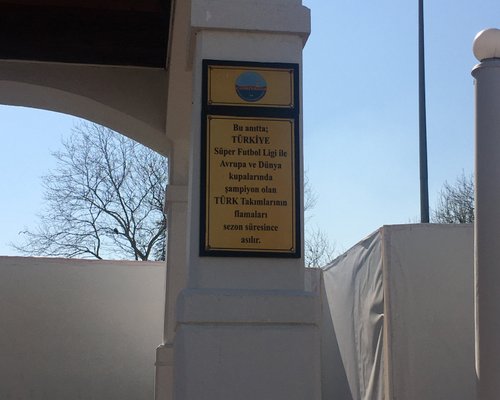 Bu anıtta;
TÜRKİYE
Süper Futbol Ligi ile
Avrupa ve Dünya
kupalarında
şampiyon olan
TÜRK Takımlarının
flamaları
sezon süresince
asılır.